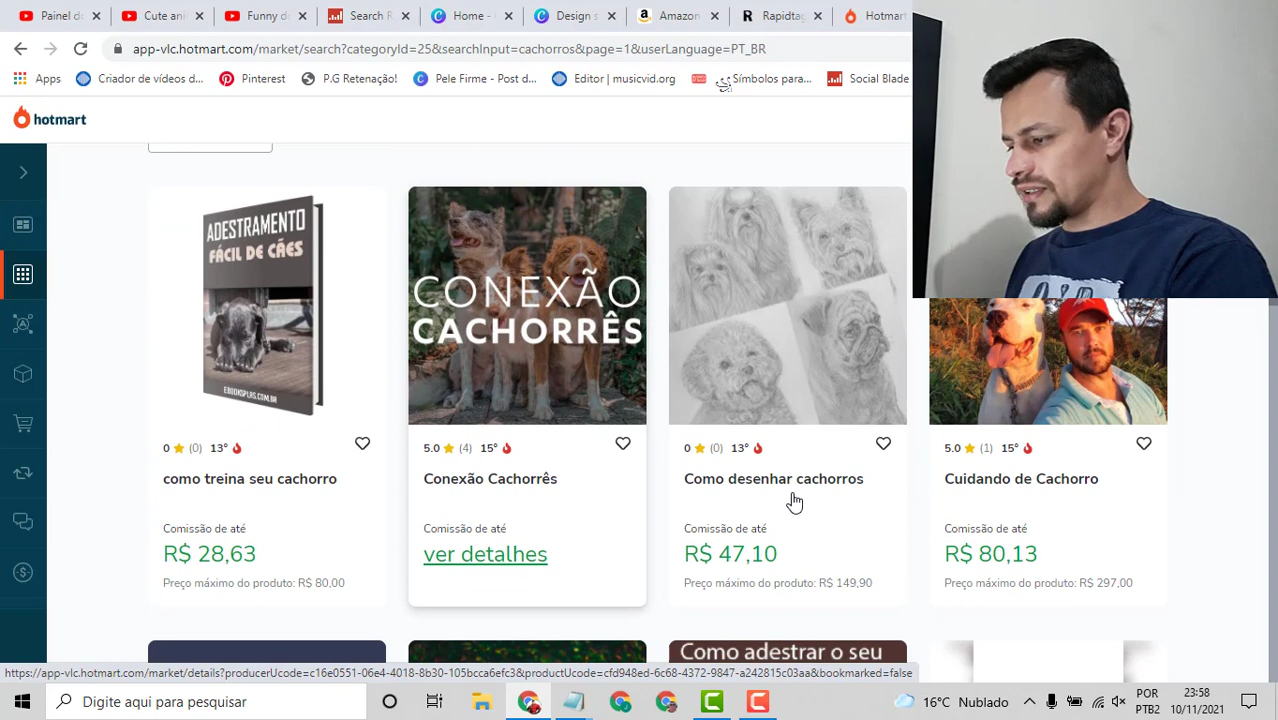 Painel d
Cute ani
Funny d
Search R
Home -
Design s
Amazon
Rapidtag
Hotmart
app-vlc.hotmart.com/market/search?categoryId=25&searchInput=cachorros&page=1&userLanguage=PT_BR
Apps
Criador de vídeos d...
Pinterest
P.G Retenação!
Pele Firme - Post d...
Editor | musicvid.org
Símbolos para...
Social Blade
hotmart
ADESTRAMENTO
FÁCIL DE CÃES
EBOOKSPLRS.COM.BR
CONEXÃO
CACHORRÊS
0 (0) 13°
5.0 (4) 15°
0 (0) 13°
5.0 (1) 15°
como treina seu cachorro
Conexão Cachorrês
Como desenhar cachorros
Cuidando de Cachorro
Comissão de até
Comissão de até
Comissão de até
Comissão de até
R$ 28,63
ver detalhes
R$ 47,10
R$ 80,13
Preço máximo do produto: R$ 80,00
Preço máximo do produto: R$ 149,90
Preço máximo do produto: R$ 297,00
Como adestrar o seu
https://app-vlc.hotmart.com/market/details?producerUcode=c16e0551-06e4-4018-8b30-105bcca6efc3&productUcode=cfd948ed-6c68-4372-9847-a242815c03aa&bookmarked=false
Digite aqui para pesquisar
16°C Nublado
POR
PTB2
23:58
10/11/2021